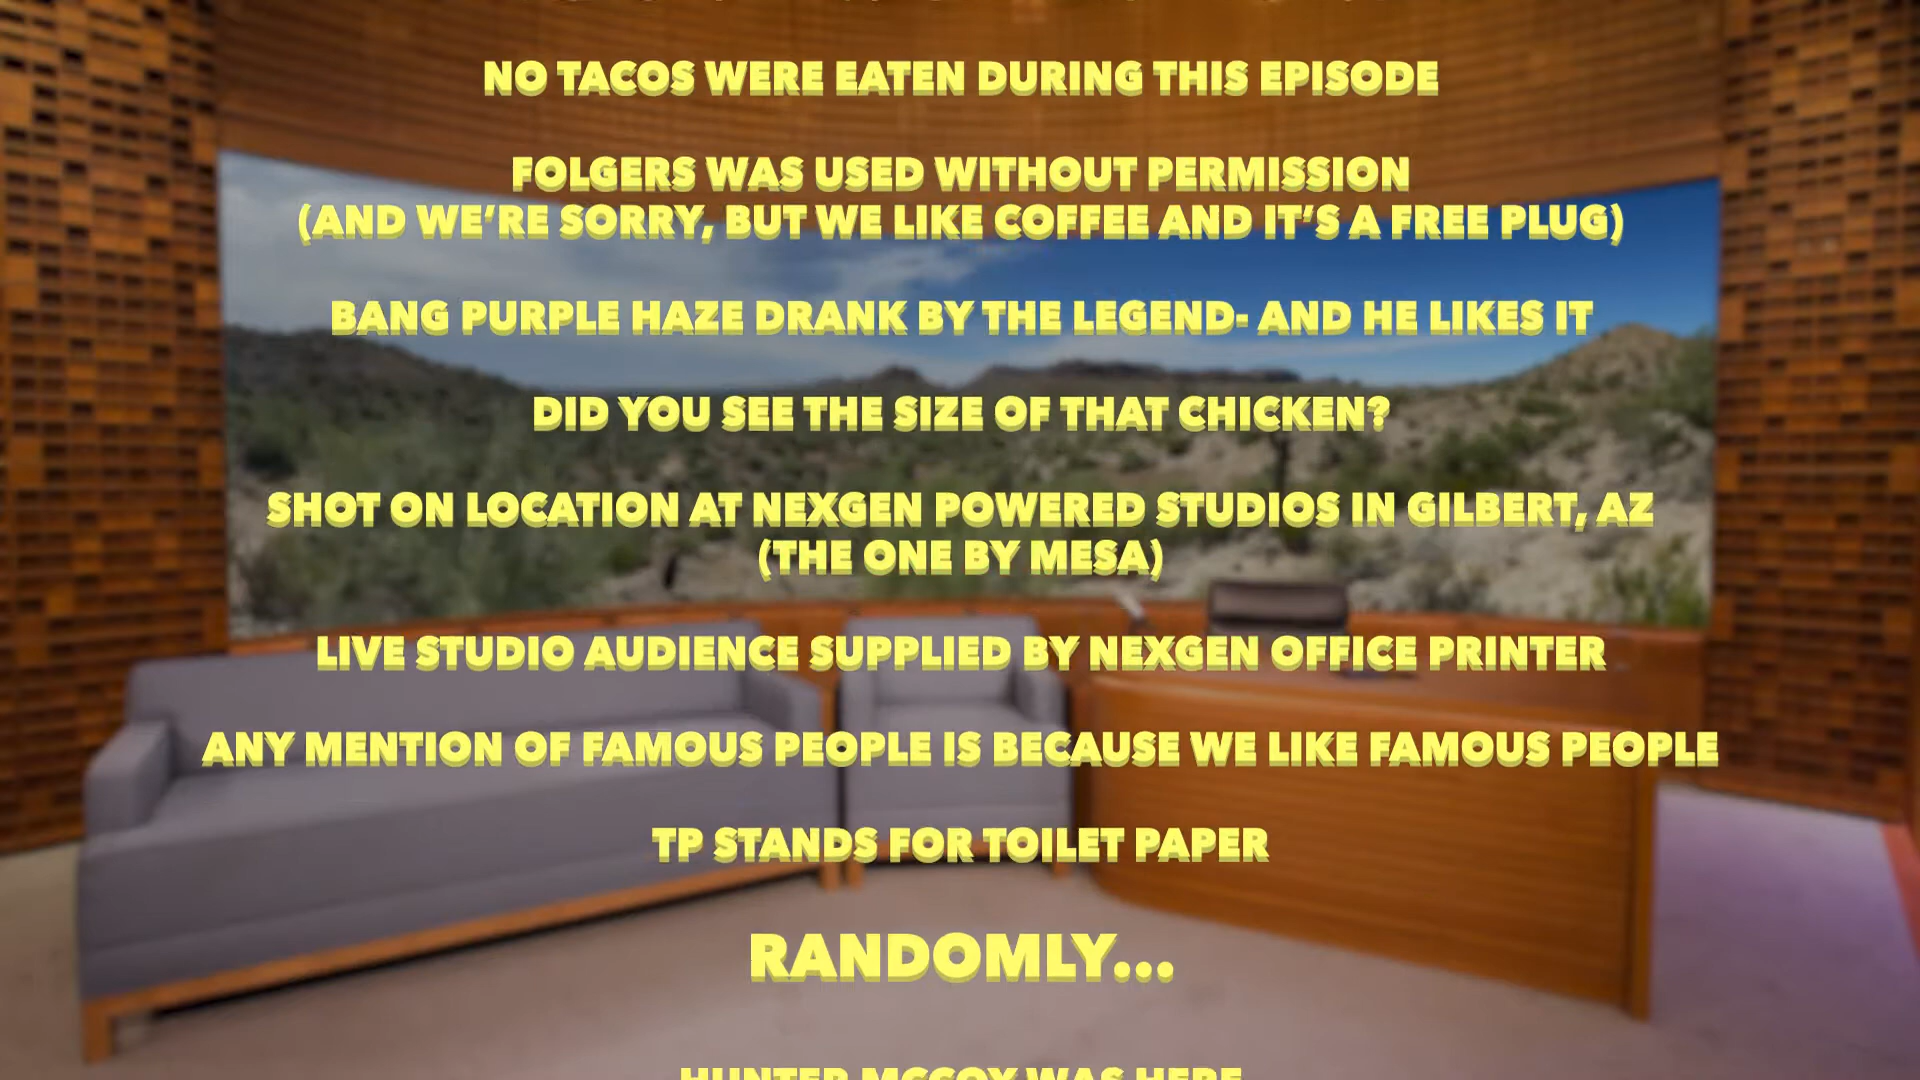 NO TACOS WERE EATEN DURING THIS EPISODE
FOLGERS WAS USED WITHOUT PERMISSION
(AND WE’RE SORRY, BUT WE LIKE COFFEE AND IT’S A FREE PLUG)
BANG PURPLE HAZE DRANK BY THE LEGEND- AND HE LIKES IT
DID YOU SEE THE SIZE OF THAT CHICKEN?
SHOT ON LOCATION AT NEXGEN POWERED STUDIOS IN GILBERT, AZ
(THE ONE BY MESA)
LIVE STUDIO AUDIENCE SUPPLIED BY NEXGEN OFFICE PRINTER
ANY MENTION OF FAMOUS PEOPLE IS BECAUSE WE LIKE FAMOUS PEOPLE
TP STANDS FOR TOILET PAPER
RANDOMLY...
HUNTER MCCOY WAS HERE